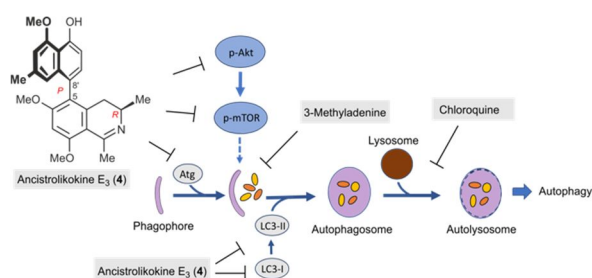 MeO OH
Me
P
8'
5
MeO
R
Me
N
MeO
Me
Ancistrolikokine E3 (4)
p-Akt
p-mTOR
3-Methyladenine
Chloroquine
Lysosome
Atg
Phagophore
LC3-II
LC3-I
Autophagosome
Autolysosome
Autophagy
Ancistrolikokine E3 (4)